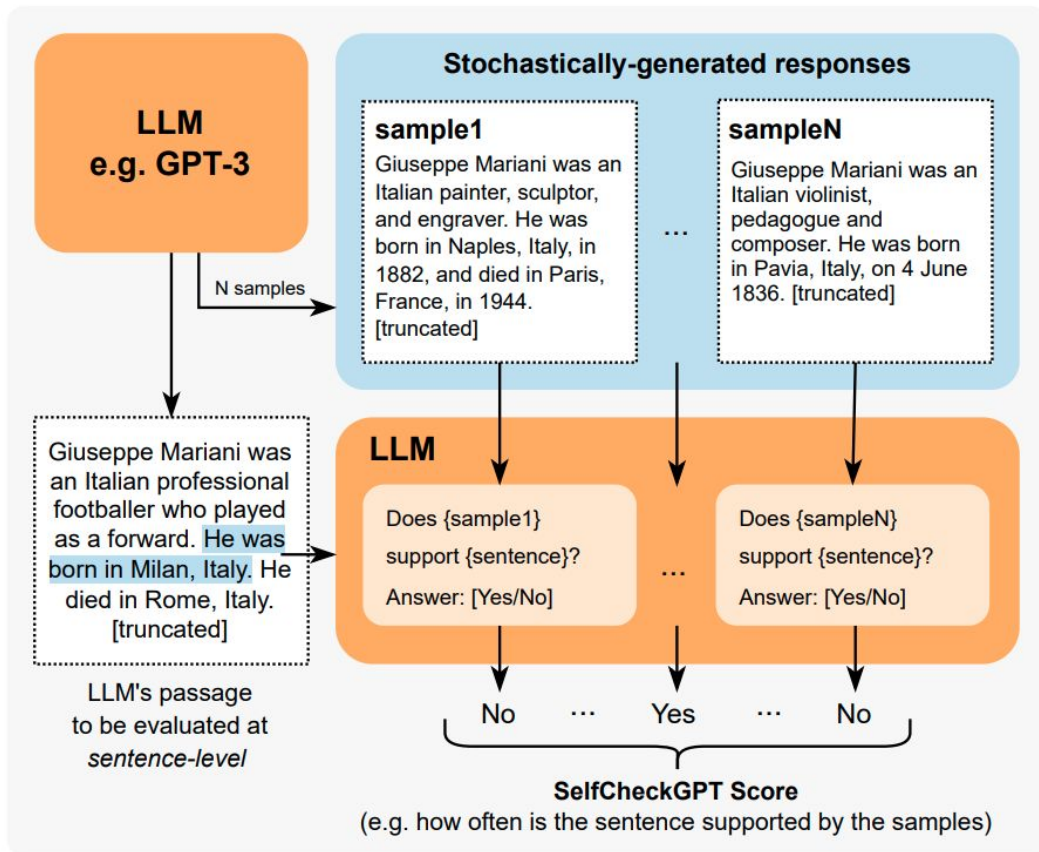 LLM
e.g. GPT-3
N samples
Stochastically-generated responses
sample1
Giuseppe Mariani was an
Italian painter, sculptor,
and engraver. He was
born in Naples, Italy, in
1882, and died in Paris,
France, in 1944.
[truncated]
...
sampleN
Giuseppe Mariani was an
Italian violinist,
pedagogue and
composer. He was born
in Pavia, Italy, on 4 June
1836. [truncated]
Giuseppe Mariani was
an Italian professional
footballer who played
as a forward. He was
born in Milan, Italy. He
died in Rome, Italy.
[truncated]
LLM's passage
to be evaluated at
sentence-level
LLM
Does {sample1}
support {sentence}?
Answer: [Yes/No]
...
Does {sampleN}
support {sentence}?
Answer: [Yes/No]
No ... Yes ... No
SelfCheckGPT Score
(e.g. how often is the sentence supported by the samples)